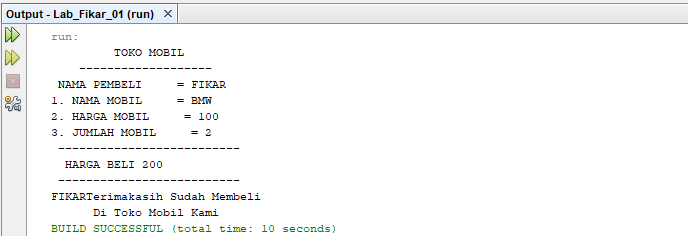 Output - Lab_Fikar_01 (run) ×
run:
TOKO MOBIL
-------------------
NAMA PEMBELI = FIKAR
1. NAMA MOBIL = BMW
2. HARGA MOBIL = 100
3. JUMLAH MOBIL = 2
--------------------------
HARGA BELI 200
--------------------------
FIKARTerimakasih Sudah Membeli
Di Toko Mobil Kami
BUILD SUCCESSFUL (total time: 10 seconds)